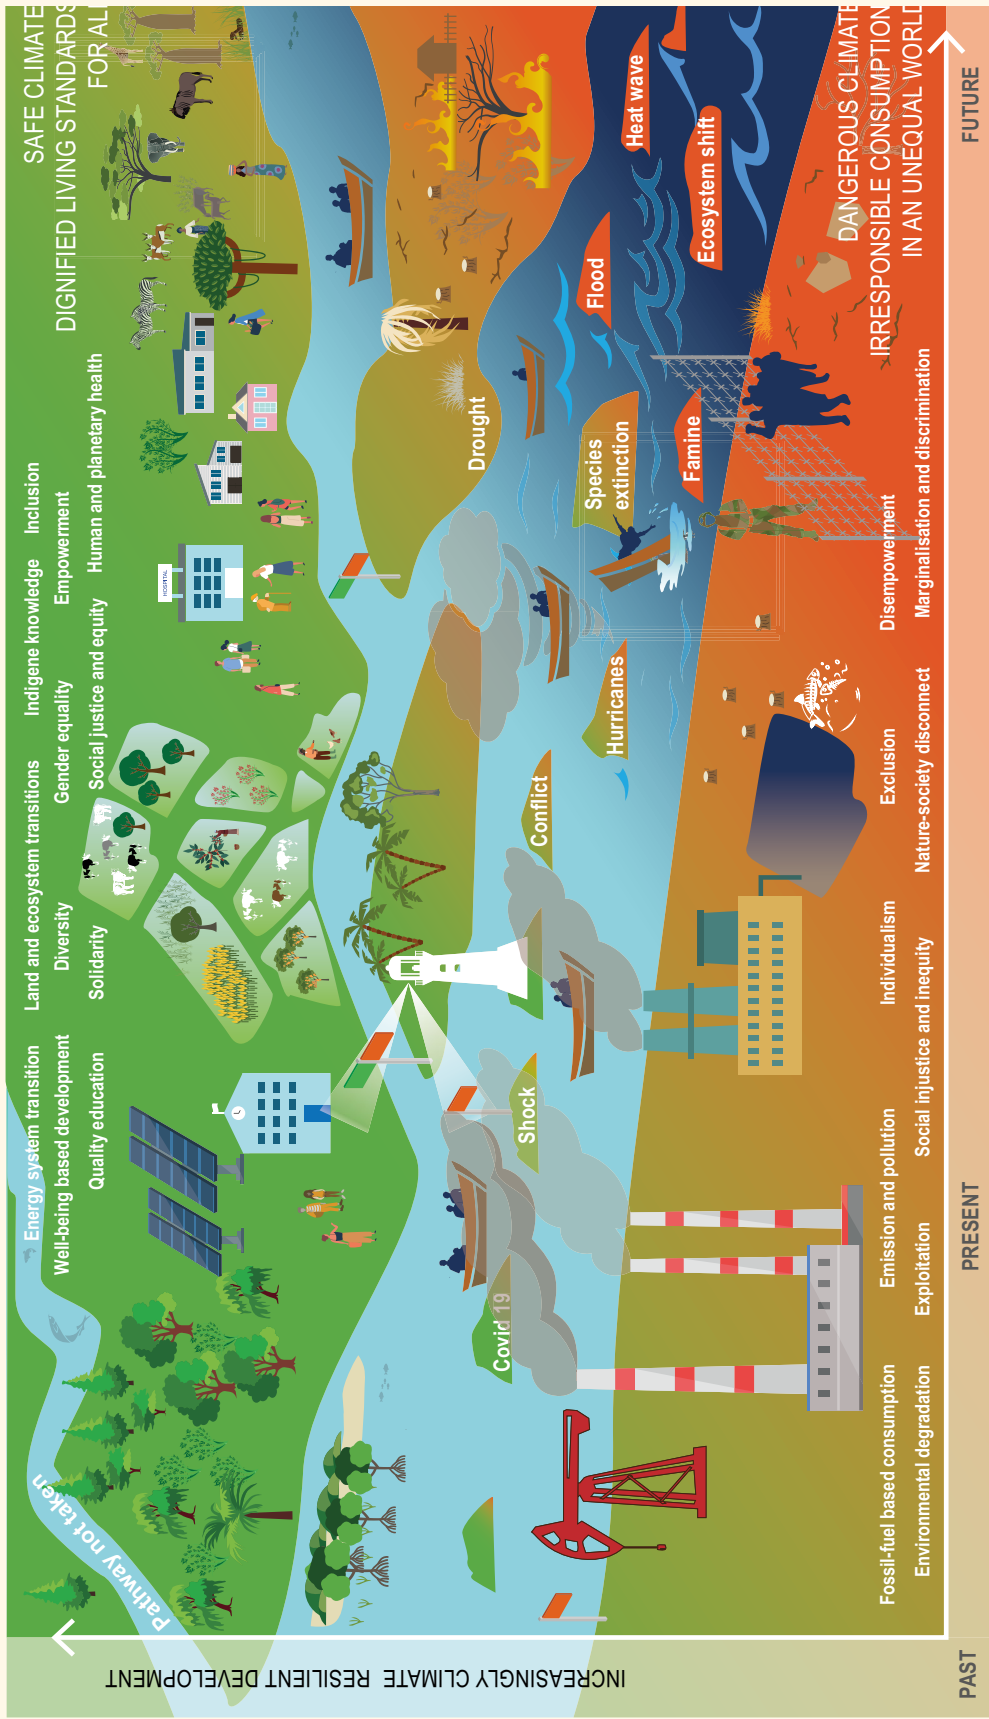 SAFE CLIMATE
DIGNIFIED LIVING STANDARDS
FOR ALL
Energy system transition
Land and ecosystem transitions
Indigene knowledge
Inclusion
Well-being based development
Diversity
Gender equality
Empowerment
Quality education
Solidarity
Social justice and equity
Human and planetary health
Pathway not taken
HOSPITAL
INCREASINGLY CLIMATE RESILIENT DEVELOPMENT
Covid 19
Shock
Conflict
Hurricanes
Drought
Species
extinction
Flood
Famine
Heat wave
Ecosystem shift
DANGEROUS CLIMATE
IRRESPONSIBLE CONSUMPTION
IN AN UNEQUAL WORLD
Fossil-fuel based consumption
Emission and pollution
Individualism
Exclusion
Disempowerment
Environmental degradation
Exploitation
Social injustice and inequity
Nature-society disconnect
Marginalisation and discrimination
PAST
PRESENT
FUTURE